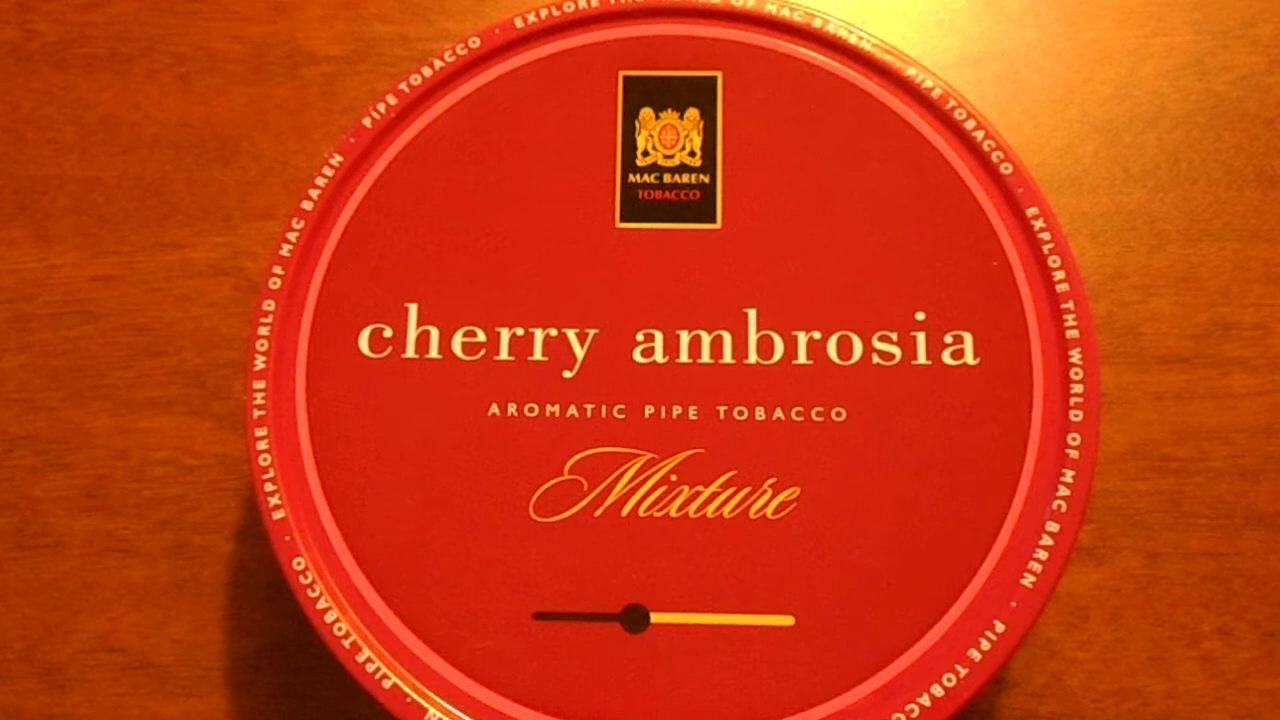 MAC BAREN
TOBACCO
cherry ambrosia
AROMATIC PIPE TOBACCO
Mixture
EXPLORE THE WORLD OF MAC BAREN · PIPE TOBACCO · EXPLORE THE WORLD OF MAC BAREN · PIPE TOBACCO · EXPLORE THE WORLD OF MAC BAREN · PIPE TOBACCO
PIPE TOBACCO